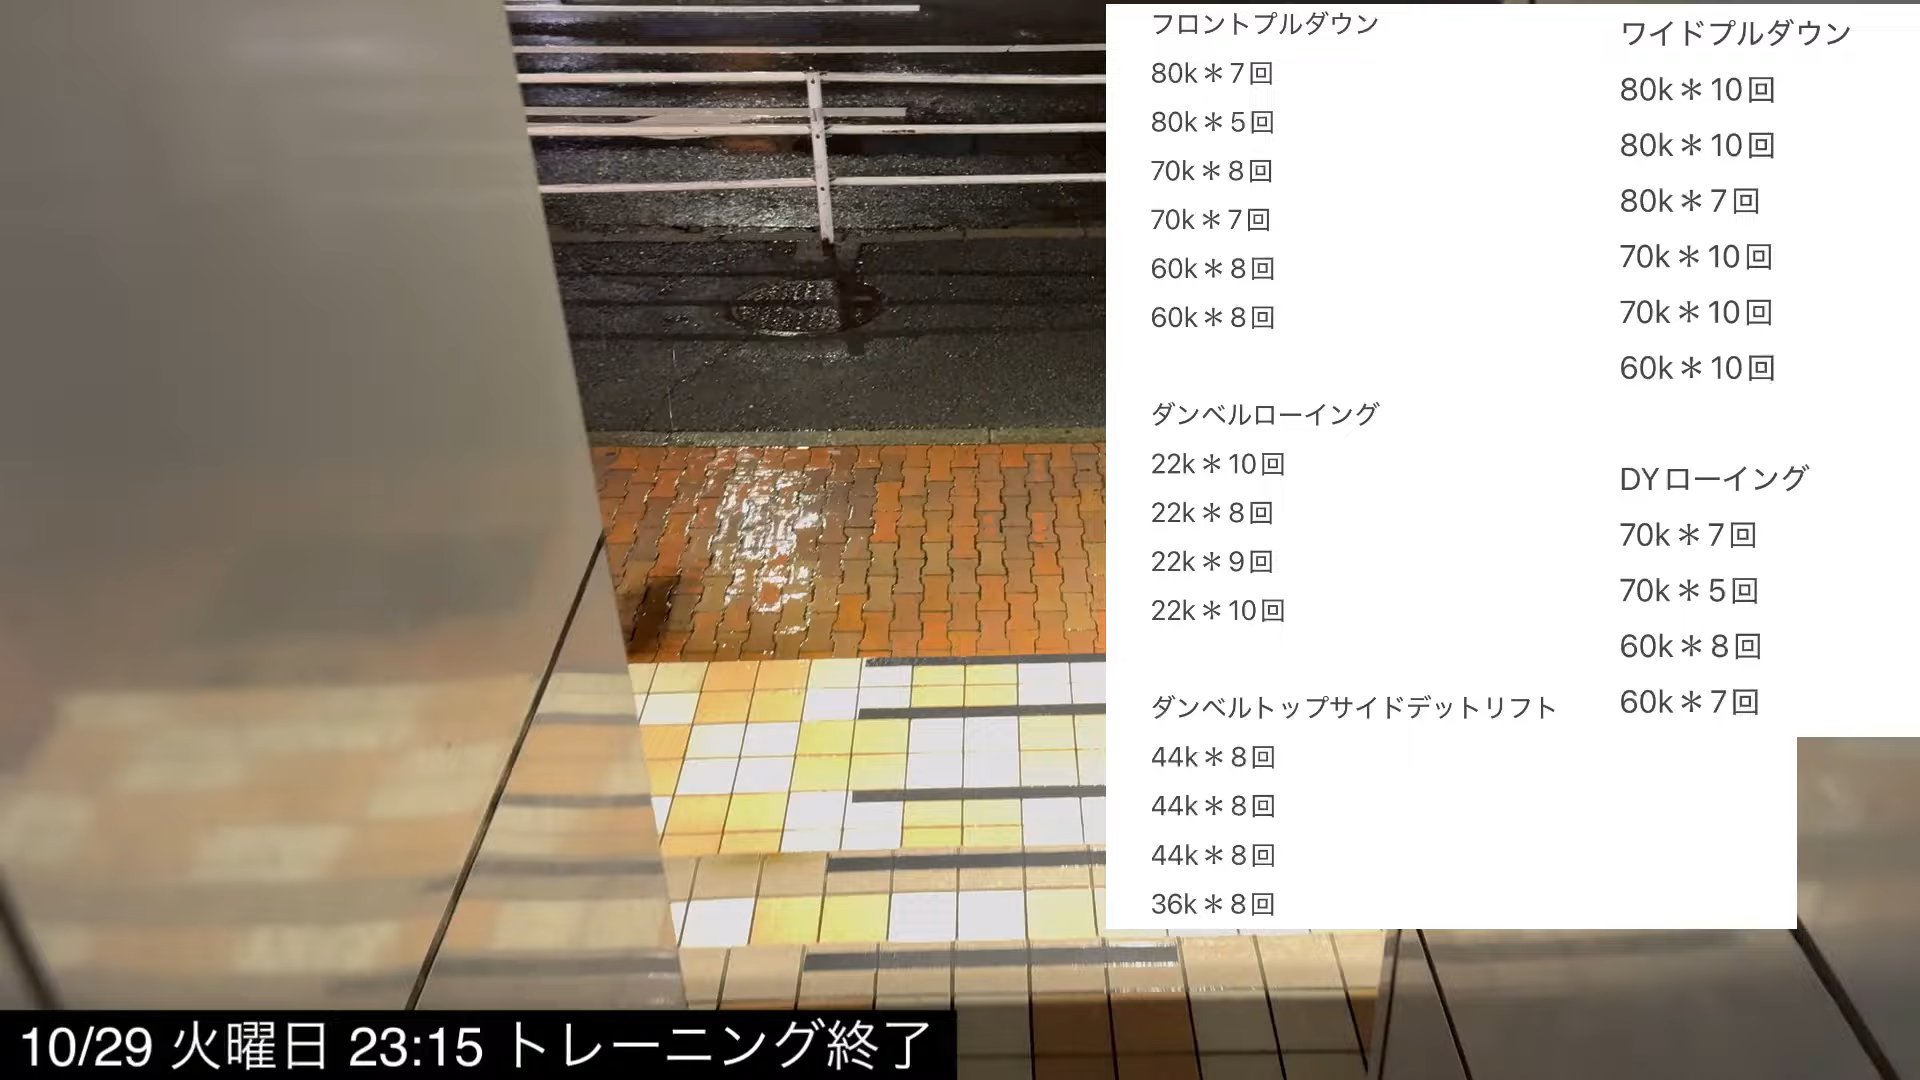 フロントプルダウン
80k＊7回
80k＊5回
70k＊8回
70k＊7回
60k＊8回
60k＊8回
ダンベルローイング
22k＊10回
22k＊8回
22k＊9回
22k＊10回
ダンベルトップサイドデットリフト
44k＊8回
44k＊8回
44k＊8回
36k＊8回
ワイドプルダウン
80k＊10回
80k＊10回
80k＊7回
70k＊10回
70k＊10回
60k＊10回
DYローイング
70k＊7回
70k＊5回
60k＊8回
60k＊7回
10/29 火曜日 23:15 トレーニング終了